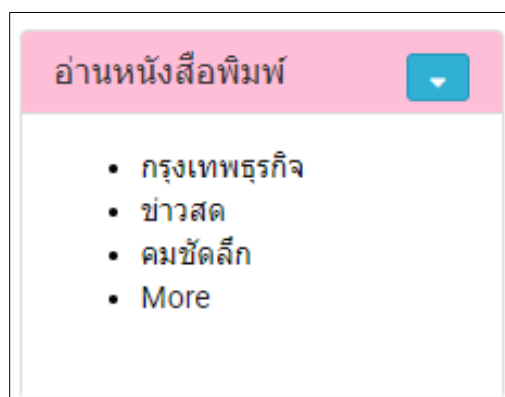 อ่านหนังสือพิมพ์
กรุงเทพธุรกิจ
ข่าวสด
คมชัดลึก
More